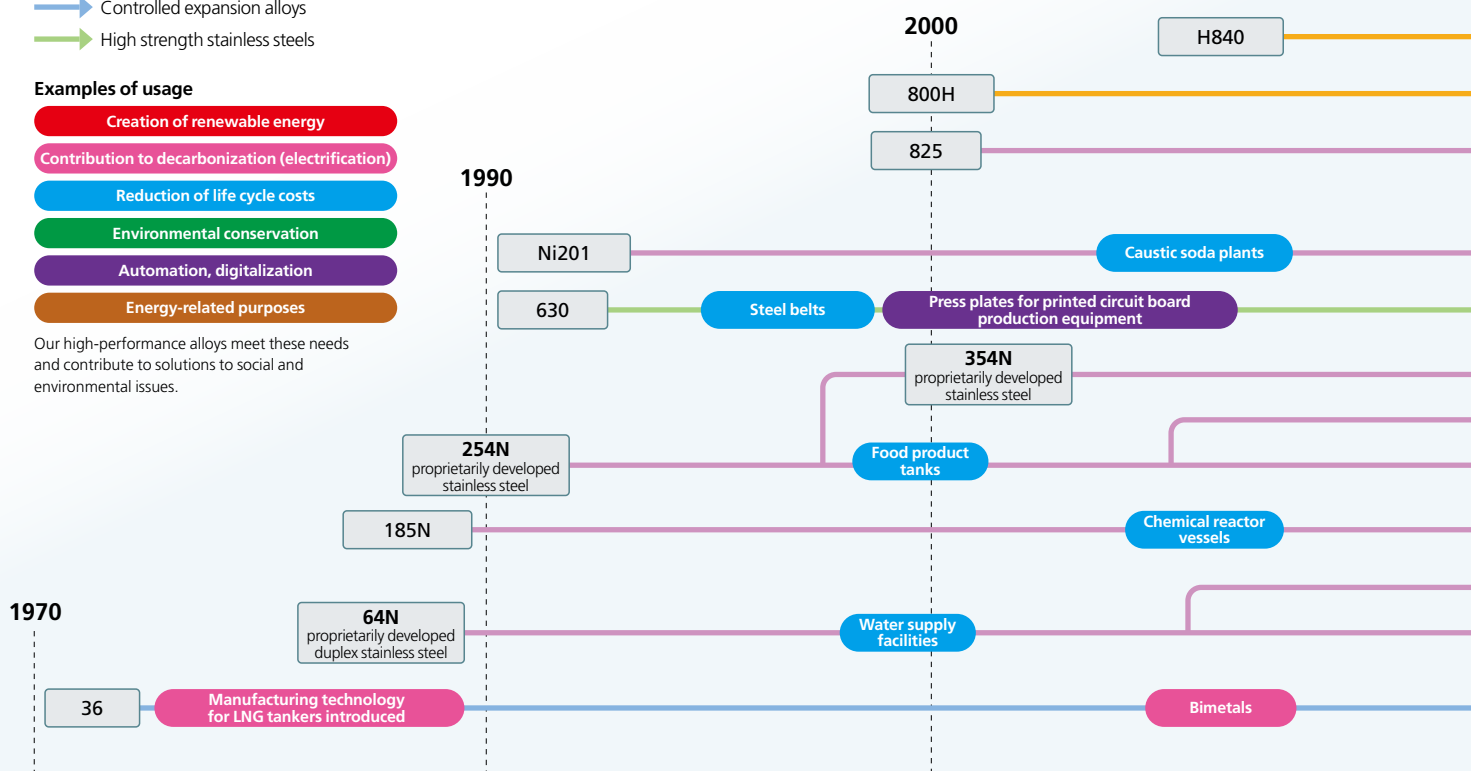 Controlled expansion alloys
High strength stainless steels
Examples of usage
Creation of renewable energy
Contribution to decarbonization (electrification)
Reduction of life cycle costs
Environmental conservation
Automation, digitalization
Energy-related purposes
Our high-performance alloys meet these needs
and contribute to solutions to social and
environmental issues.
1970
1990
2000
H840
800H
825
Ni201
Caustic soda plants
630
Steel belts
Press plates for printed circuit board
production equipment
354N
proprietarily developed
stainless steel
254N
proprietarily developed
stainless steel
Food product
tanks
185N
Chemical reactor
vessels
64N
proprietarily developed
duplex stainless steel
Water supply
facilities
36
Manufacturing technology
for LNG tankers introduced
Bimetals